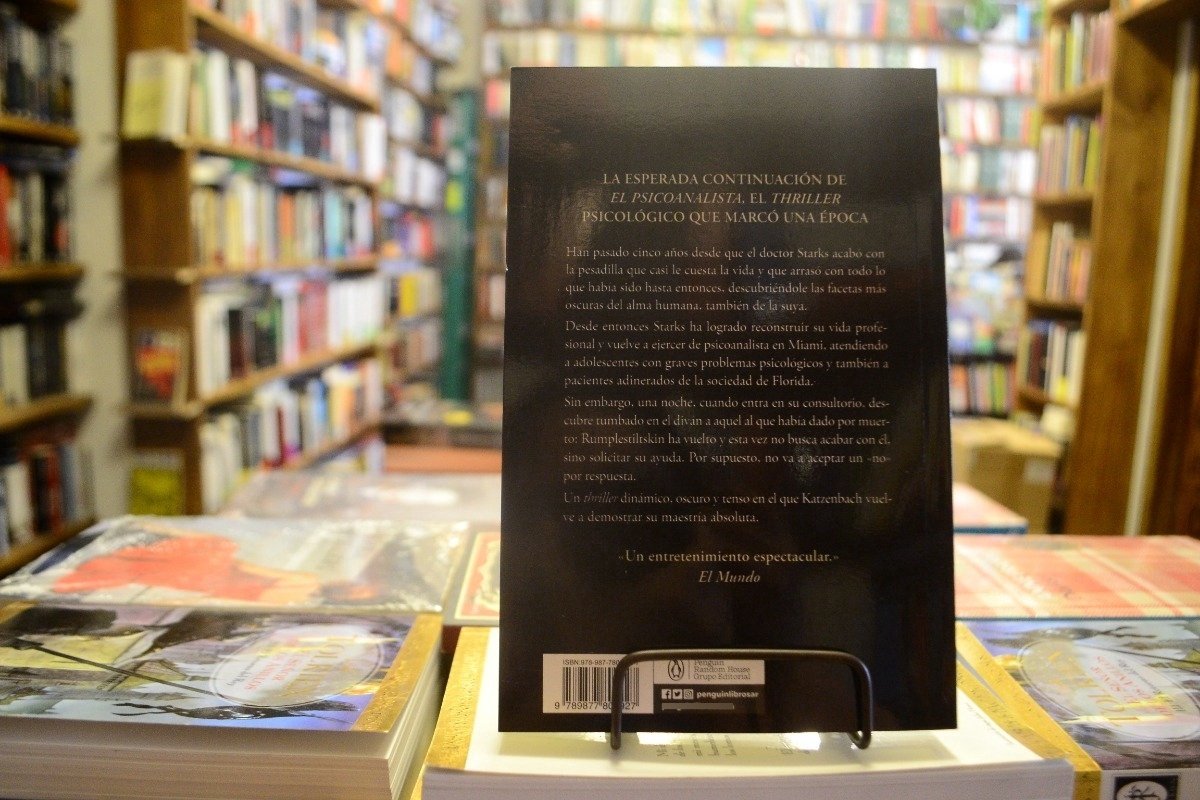 LA ESPERADA CONTINUACIÓN DE
EL PSICOANALISTA, EL THRILLER
PSICOLÓGICO QUE MARCÓ UNA ÉPOCA
Han pasado cinco años desde que el doctor Starks acabó con
la pesadilla que casi le cuesta la vida y que arrasó con todo lo
que había sido hasta entonces, descubriéndole las facetas más
oscuras del alma humana, también de la suya.
Desde entonces Starks ha logrado reconstruir su vida profe-
sional y vuelve a ejercer de psicoanalista en Miami, atendiendo
a adolescentes con graves problemas psicológicos y también a
pacientes adinerados de la sociedad de Florida.
Sin embargo, una noche, cuando entra en su consultorio, des-
cubre tumbado en el diván a aquel al que había dado por muer-
to: Rumplestiltskin ha vuelto y esta vez no busca acabar con él,
sino solicitar su ayuda. Por supuesto, no va a aceptar un «no»
por respuesta.
Un thriller dinámico, oscuro y tenso en el que Katzenbach vuel-
ve a demostrar su maestría absoluta.
«Un entretenimiento espectacular.»
El Mundo
ISBN: 978-987-780
Penguin
Random House
Grupo Editorial
penguinlibrosar